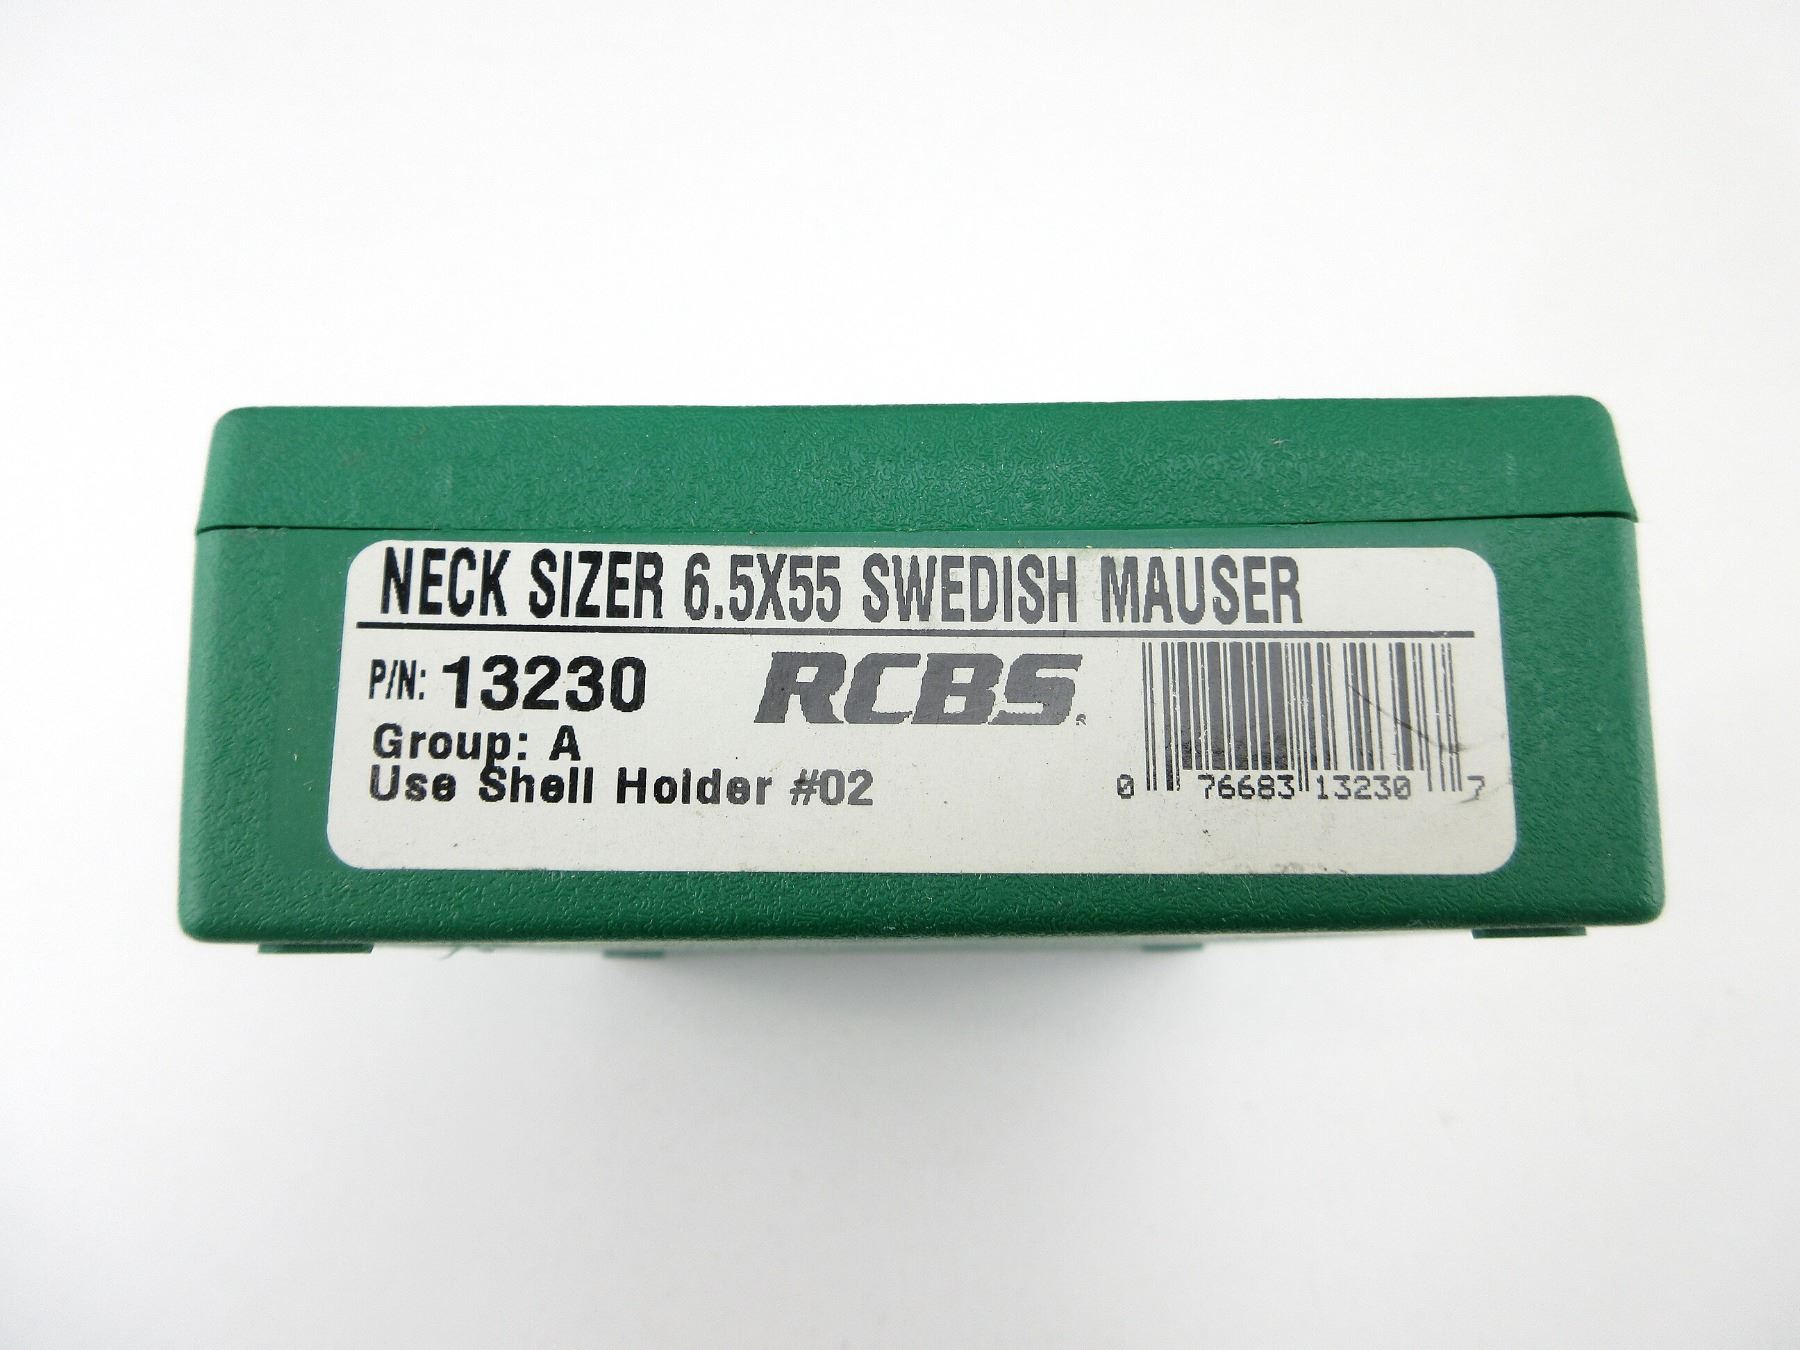 NECK SIZER 6.5X55 SWEDISH MAUSER
P/N: 13230
RCBS®
Group: A
Use Shell Holder #02
0 76683 13230 7